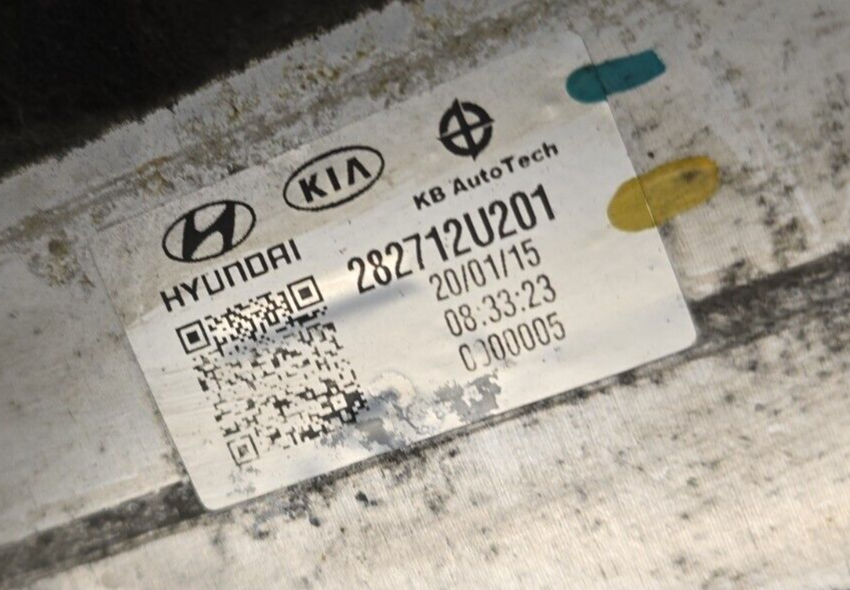 HYUNDAI
KIA
KB AutoTech
282712U201
20/01/15
08:33:23
0000005